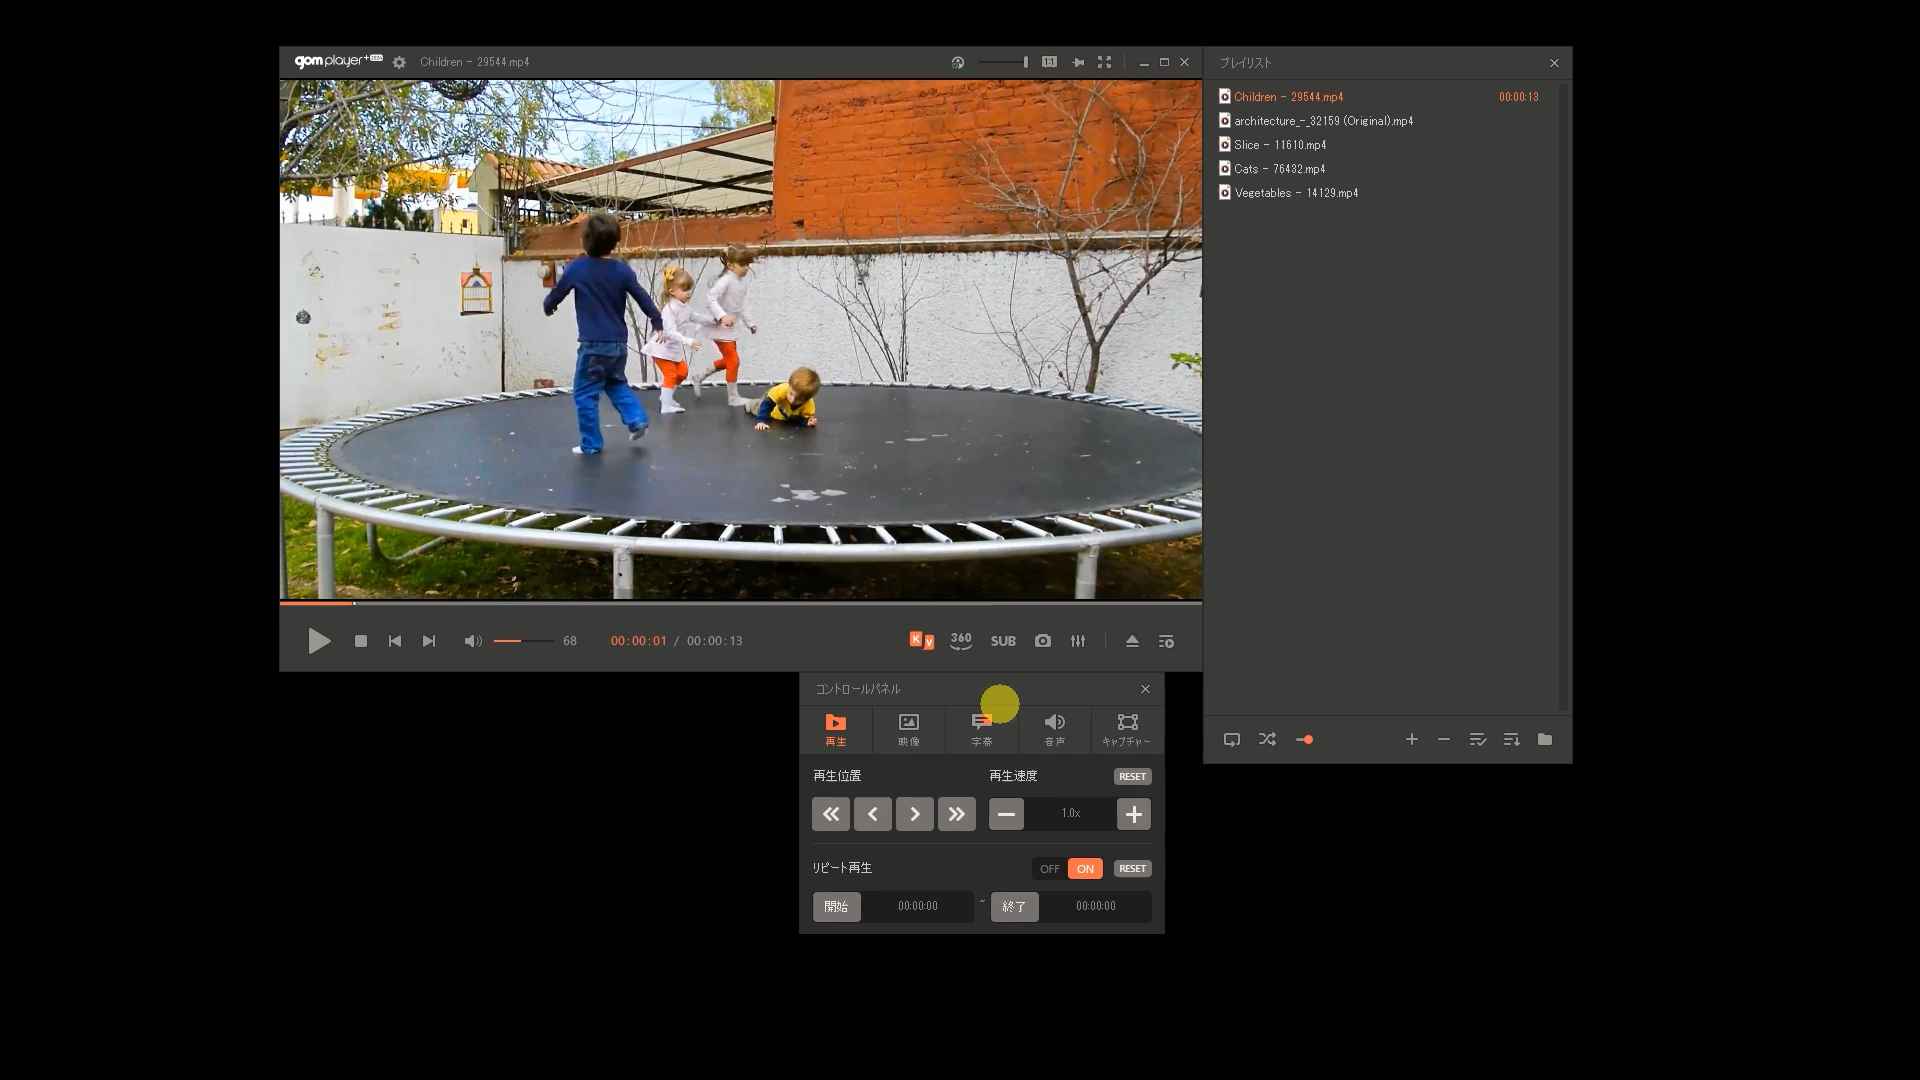 gom player+
Children - 29544.mp4
プレイリスト
Children - 29544.mp4 00:00:13
architecture_-_32159 (Original).mp4
Slice - 11610.mp4
Cats - 76432.mp4
Vegetables - 14129.mp4
68 00:00:01 / 00:00:13
K V 360 SUB
コントロールパネル
再生 映像 字幕 音声 キャプチャー
再生位置 再生速度 RESET
1.0x
リピート再生 OFF ON RESET
開始 00:00:00 ~ 終了 00:00:00